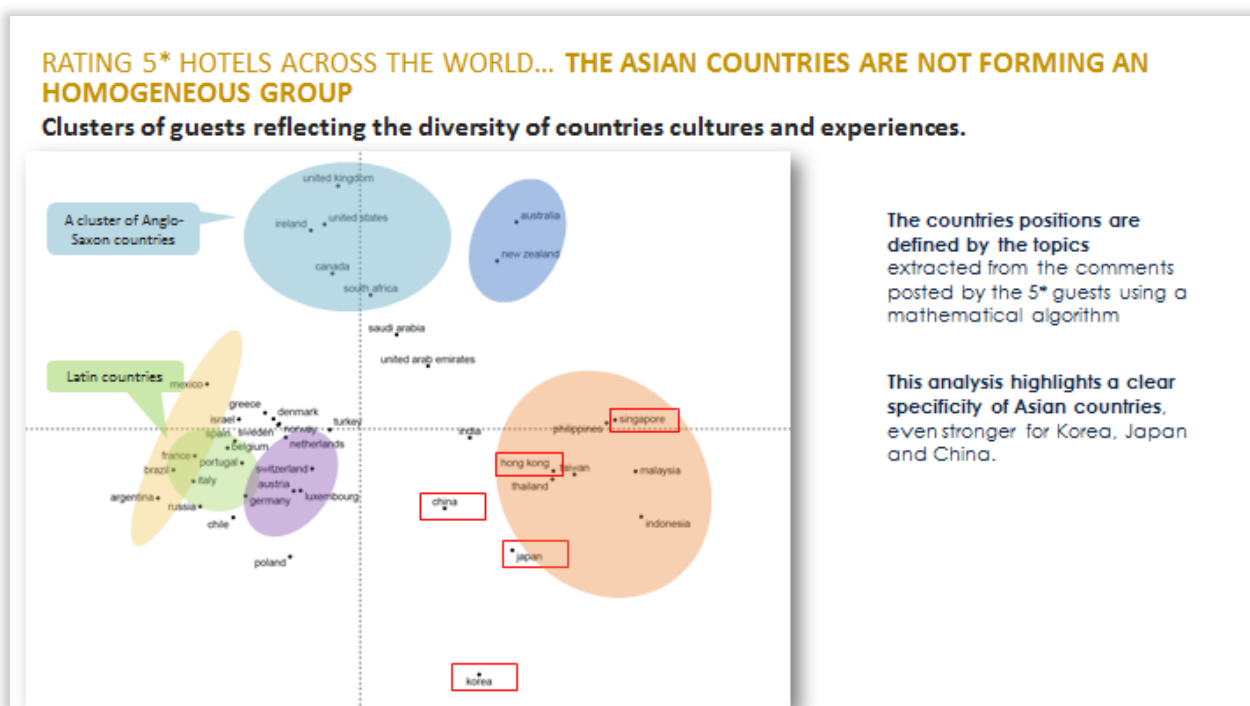 RATING 5* HOTELS ACROSS THE WORLD... THE ASIAN COUNTRIES ARE NOT FORMING AN
HOMOGENEOUS GROUP
Clusters of guests reflecting the diversity of countries cultures and experiences.
A cluster of Anglo-
Saxon countries
united kingdom
ireland
united states
canada
south africa
australia
new zealand
saudi arabia
united arab emirates
Latin countries
mexico
greece
denmark
israel
norway
turkey
spain
sweden
netherlands
belgium
france
portugal
switzerland
brazil
italy
austria
argentina
germany
luxembourg
russia
chile
poland
india
philippines
singapore
hong kong
taiwan
malaysia
thailand
china
indonesia
japan
korea
The countries positions are
defined by the topics
extracted from the comments
posted by the 5* guests using a
mathematical algorithm
This analysis highlights a clear
specificity of Asian countries,
even stronger for Korea, Japan
and China.